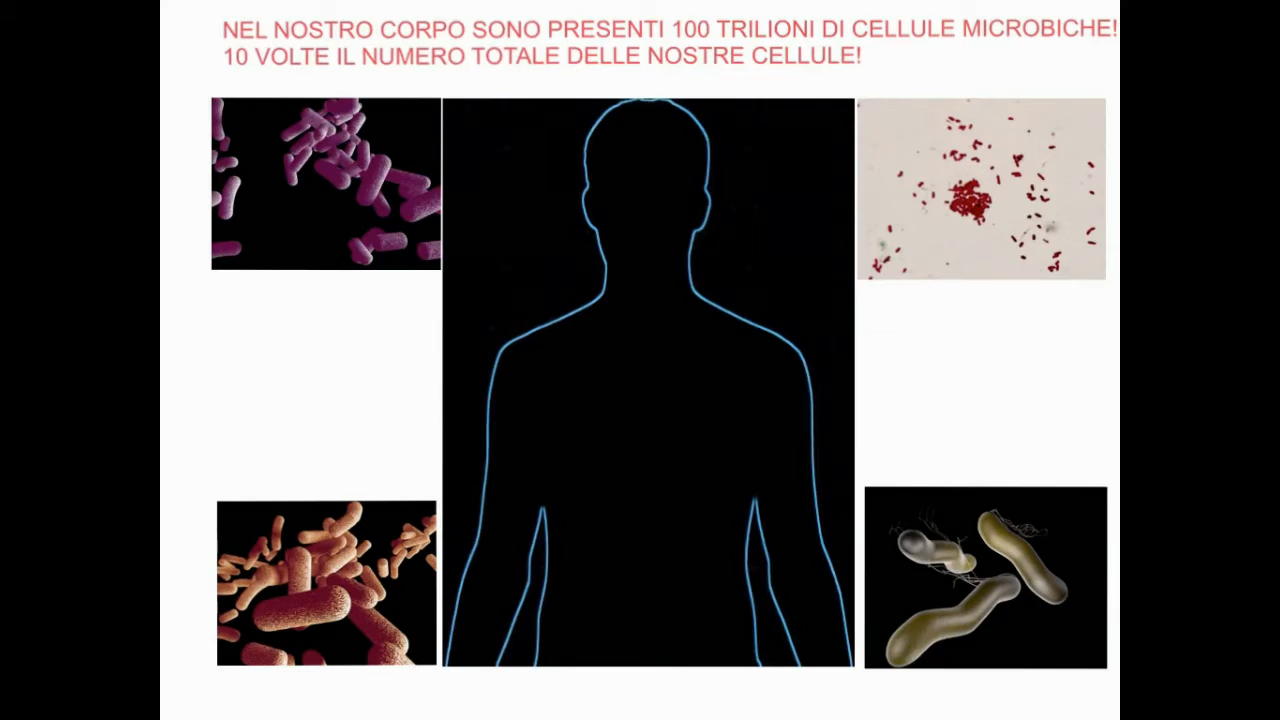 NEL NOSTRO CORPO SONO PRESENTI 100 TRILIONI DI CELLULE MICROBICHE!
10 VOLTE IL NUMERO TOTALE DELLE NOSTRE CELLULE!